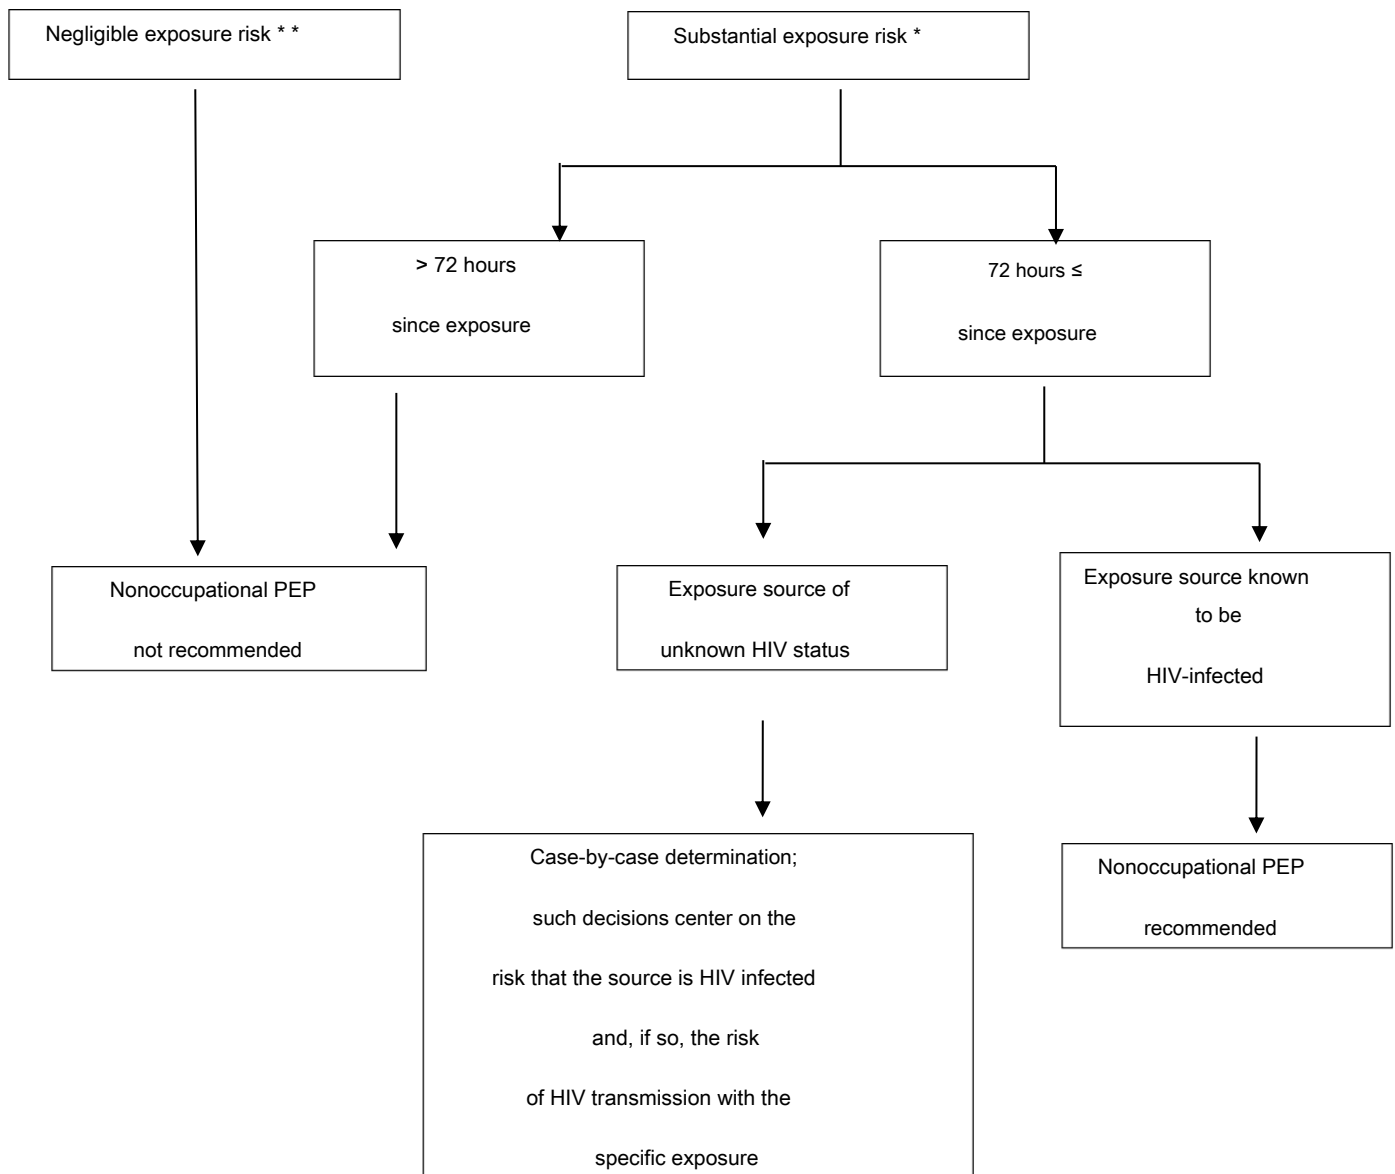 Negligible exposure risk * *
Substantial exposure risk *
> 72 hours
since exposure
72 hours ≤
since exposure
Nonoccupational PEP
not recommended
Exposure source of
unknown HIV status
Exposure source known
to be
HIV-infected
Case-by-case determination;
such decisions center on the
risk that the source is HIV infected
and, if so, the risk
of HIV transmission with the
specific exposure
Nonoccupational PEP
recommended